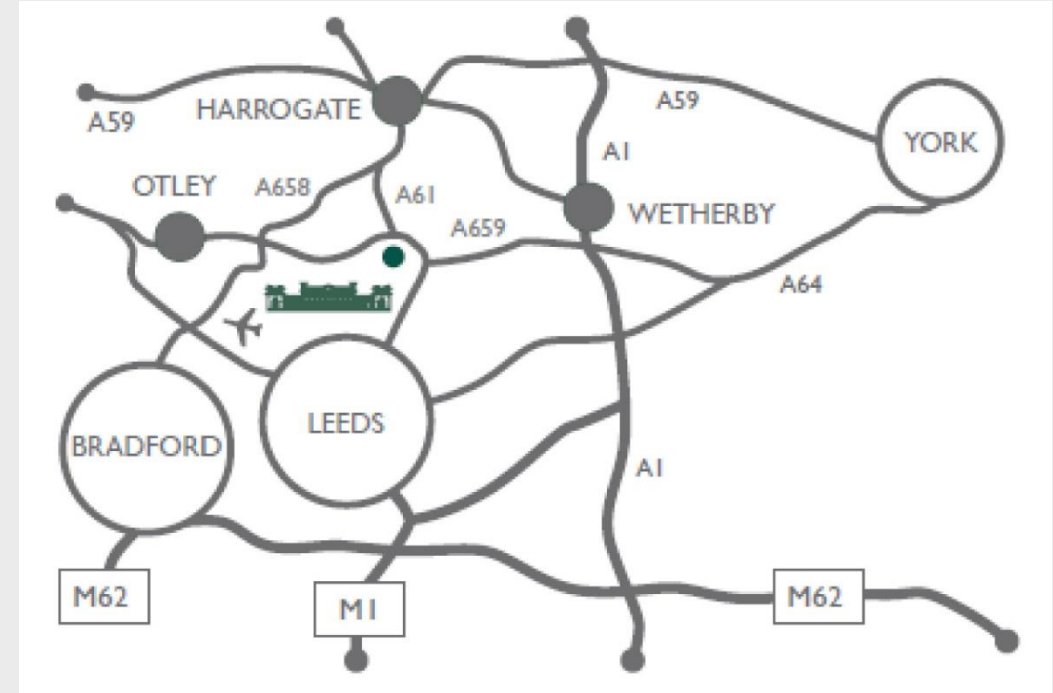 A59
HARROGATE
A59
YORK
A1
OTLEY
A658
A61
WETHERBY
A659
A64
LEEDS
BRADFORD
A1
M62
M1
M62